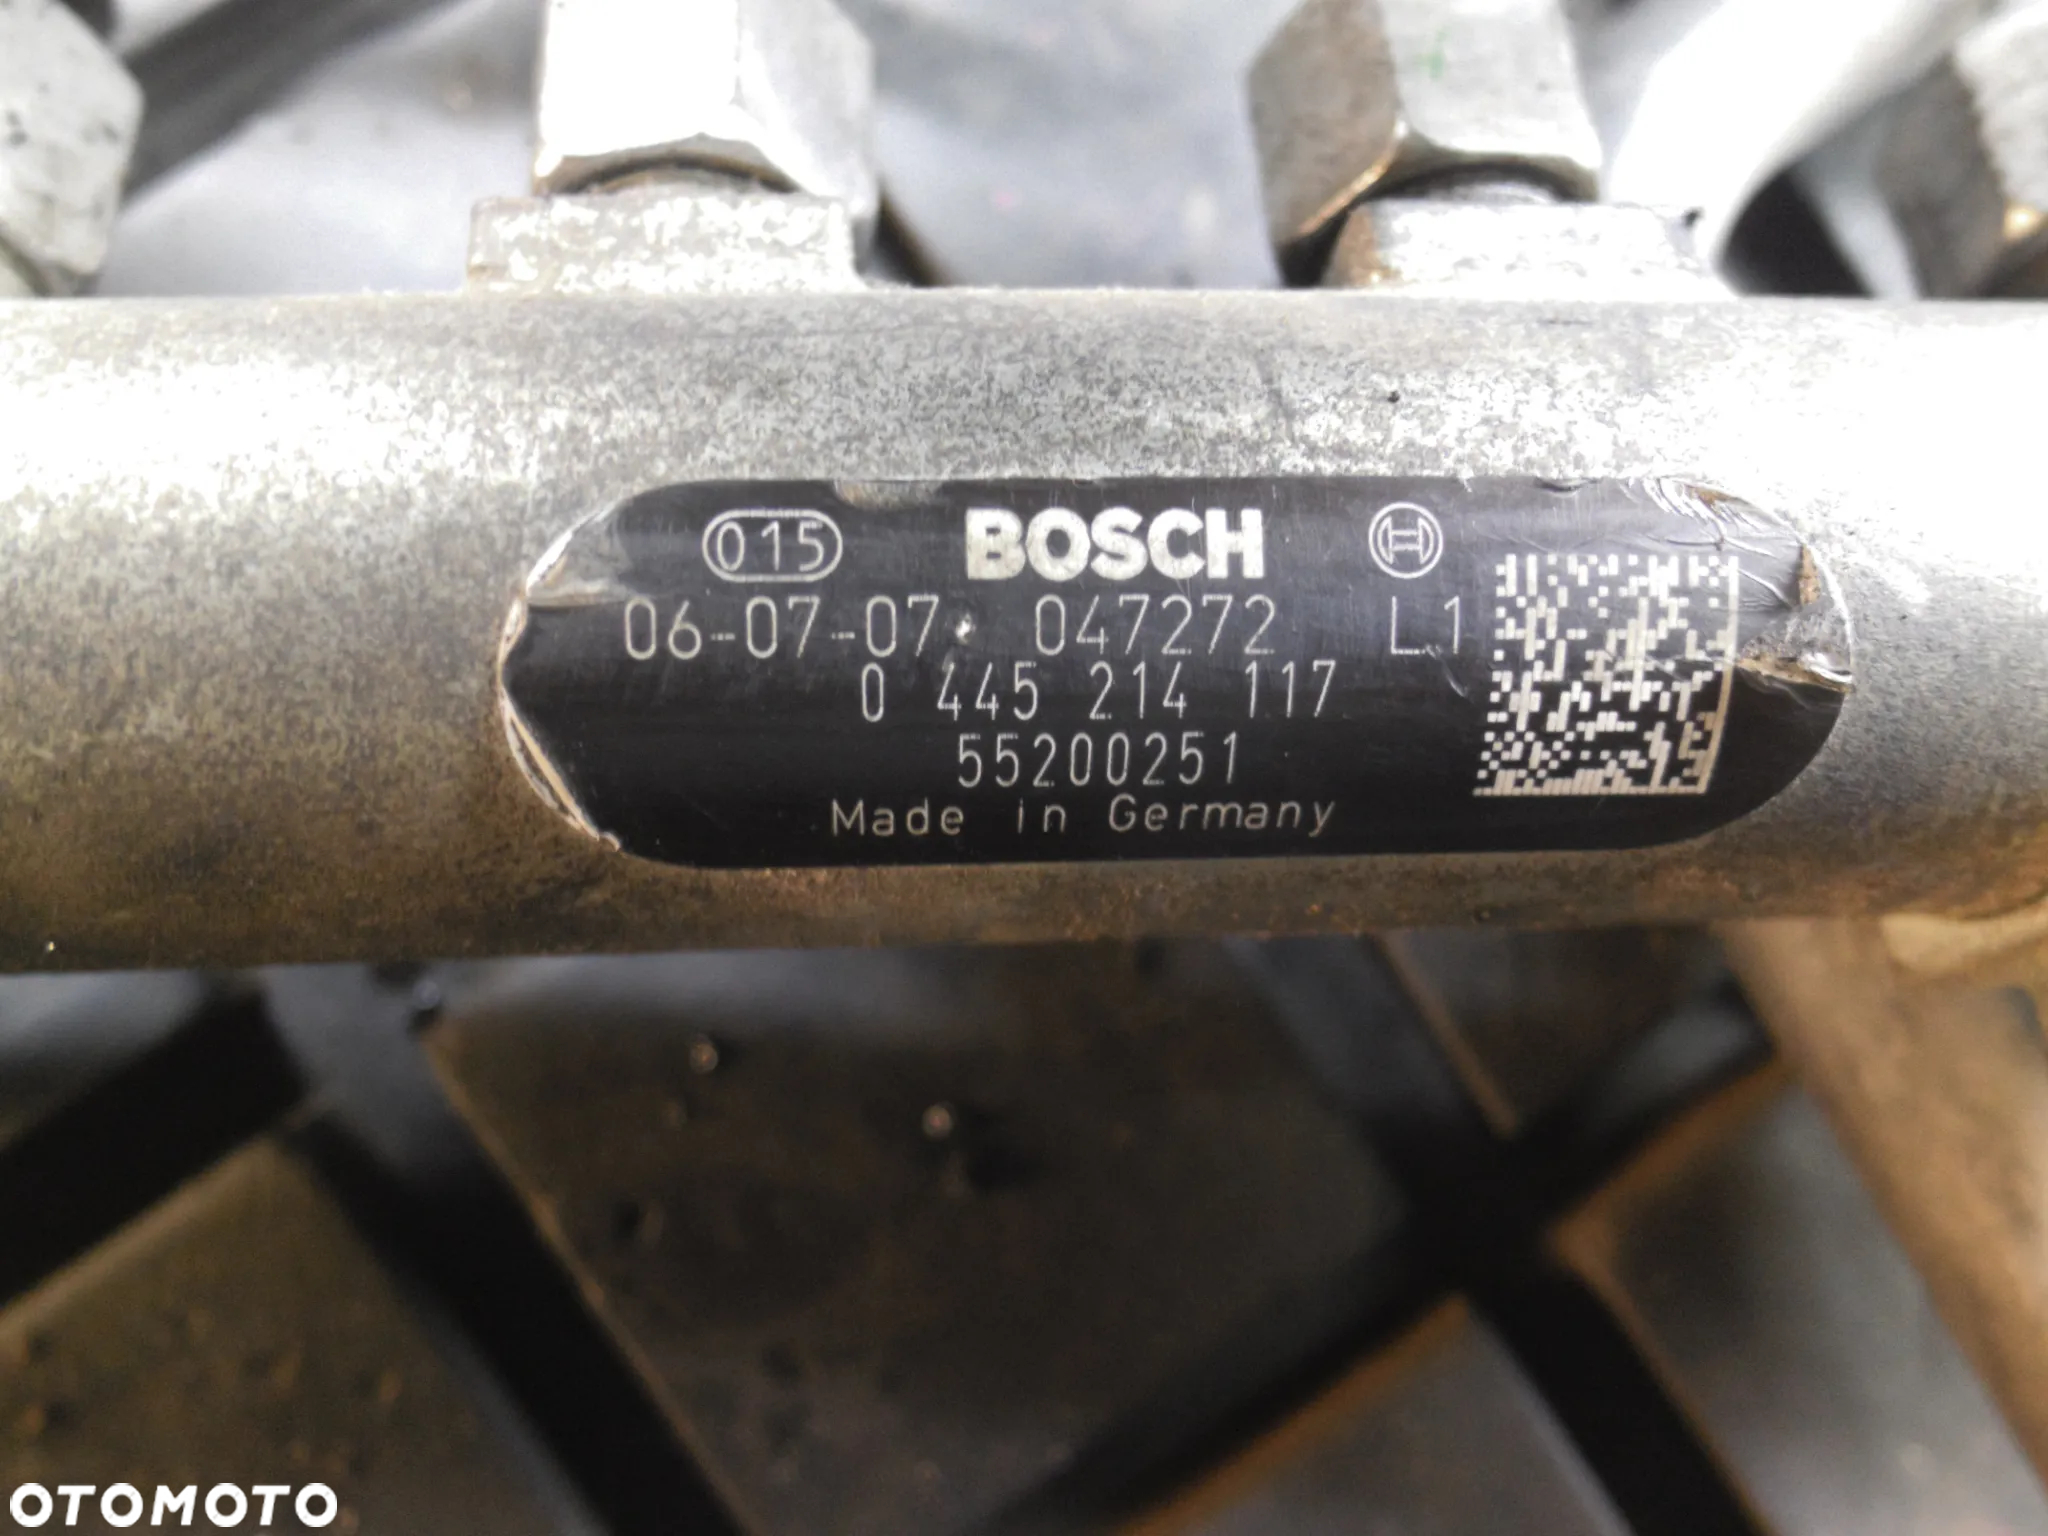 015 BOSCH
06-07-07 047272 L1
0 445 214 117
55200251
Made in Germany
OTOMOTO